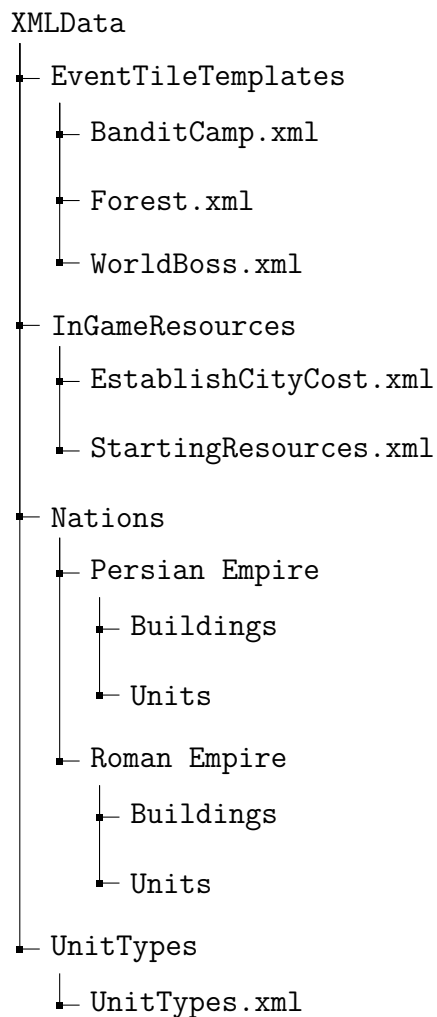 XMLData
EventTileTemplates
BanditCamp.xml
Forest.xml
WorldBoss.xml
InGameResources
EstablishCityCost.xml
StartingResources.xml
Nations
Persian Empire
Buildings
Units
Roman Empire
Buildings
Units
UnitTypes
UnitTypes.xml